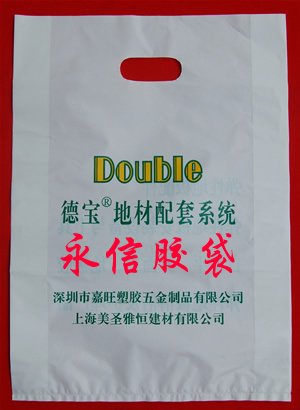 Double
德宝®地材配套系统
永信胶袋
深圳市嘉旺塑胶五金制品有限公司
上海美圣雅恒建材有限公司